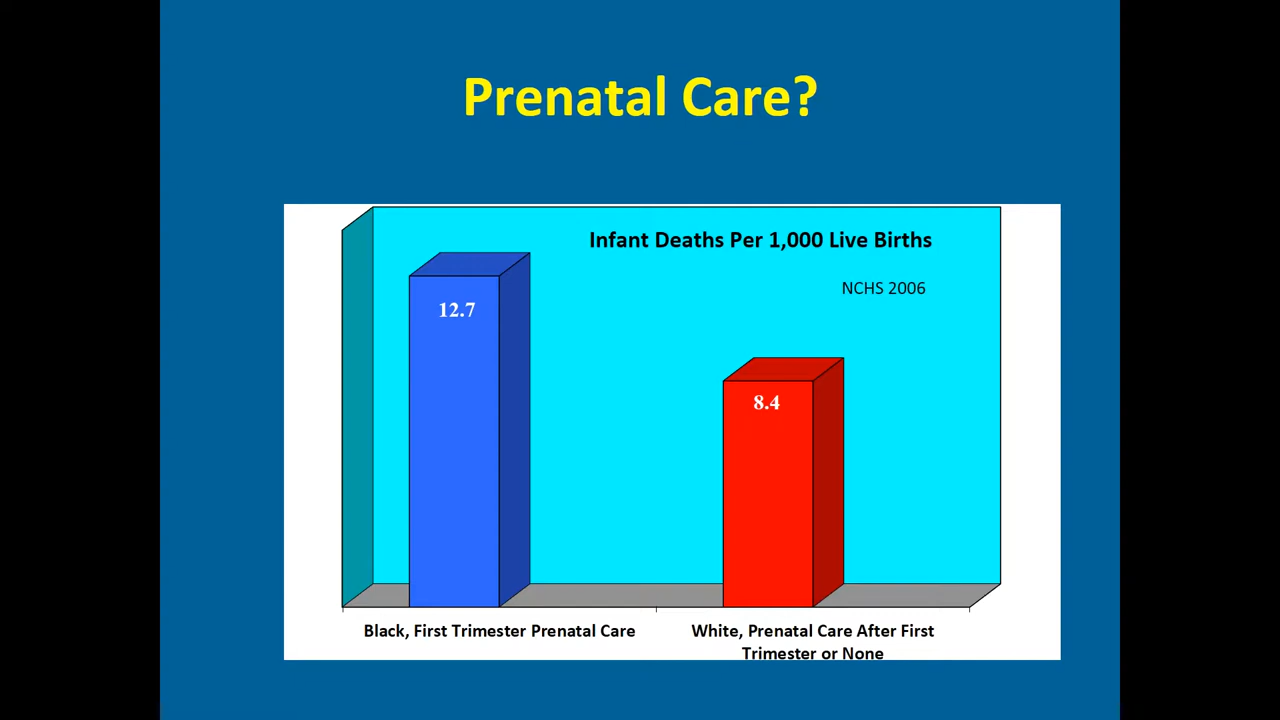 Prenatal Care?
Infant Deaths Per 1,000 Live Births
NCHS 2006
12.7
8.4
Black, First Trimester Prenatal Care
White, Prenatal Care After First
Trimester or None